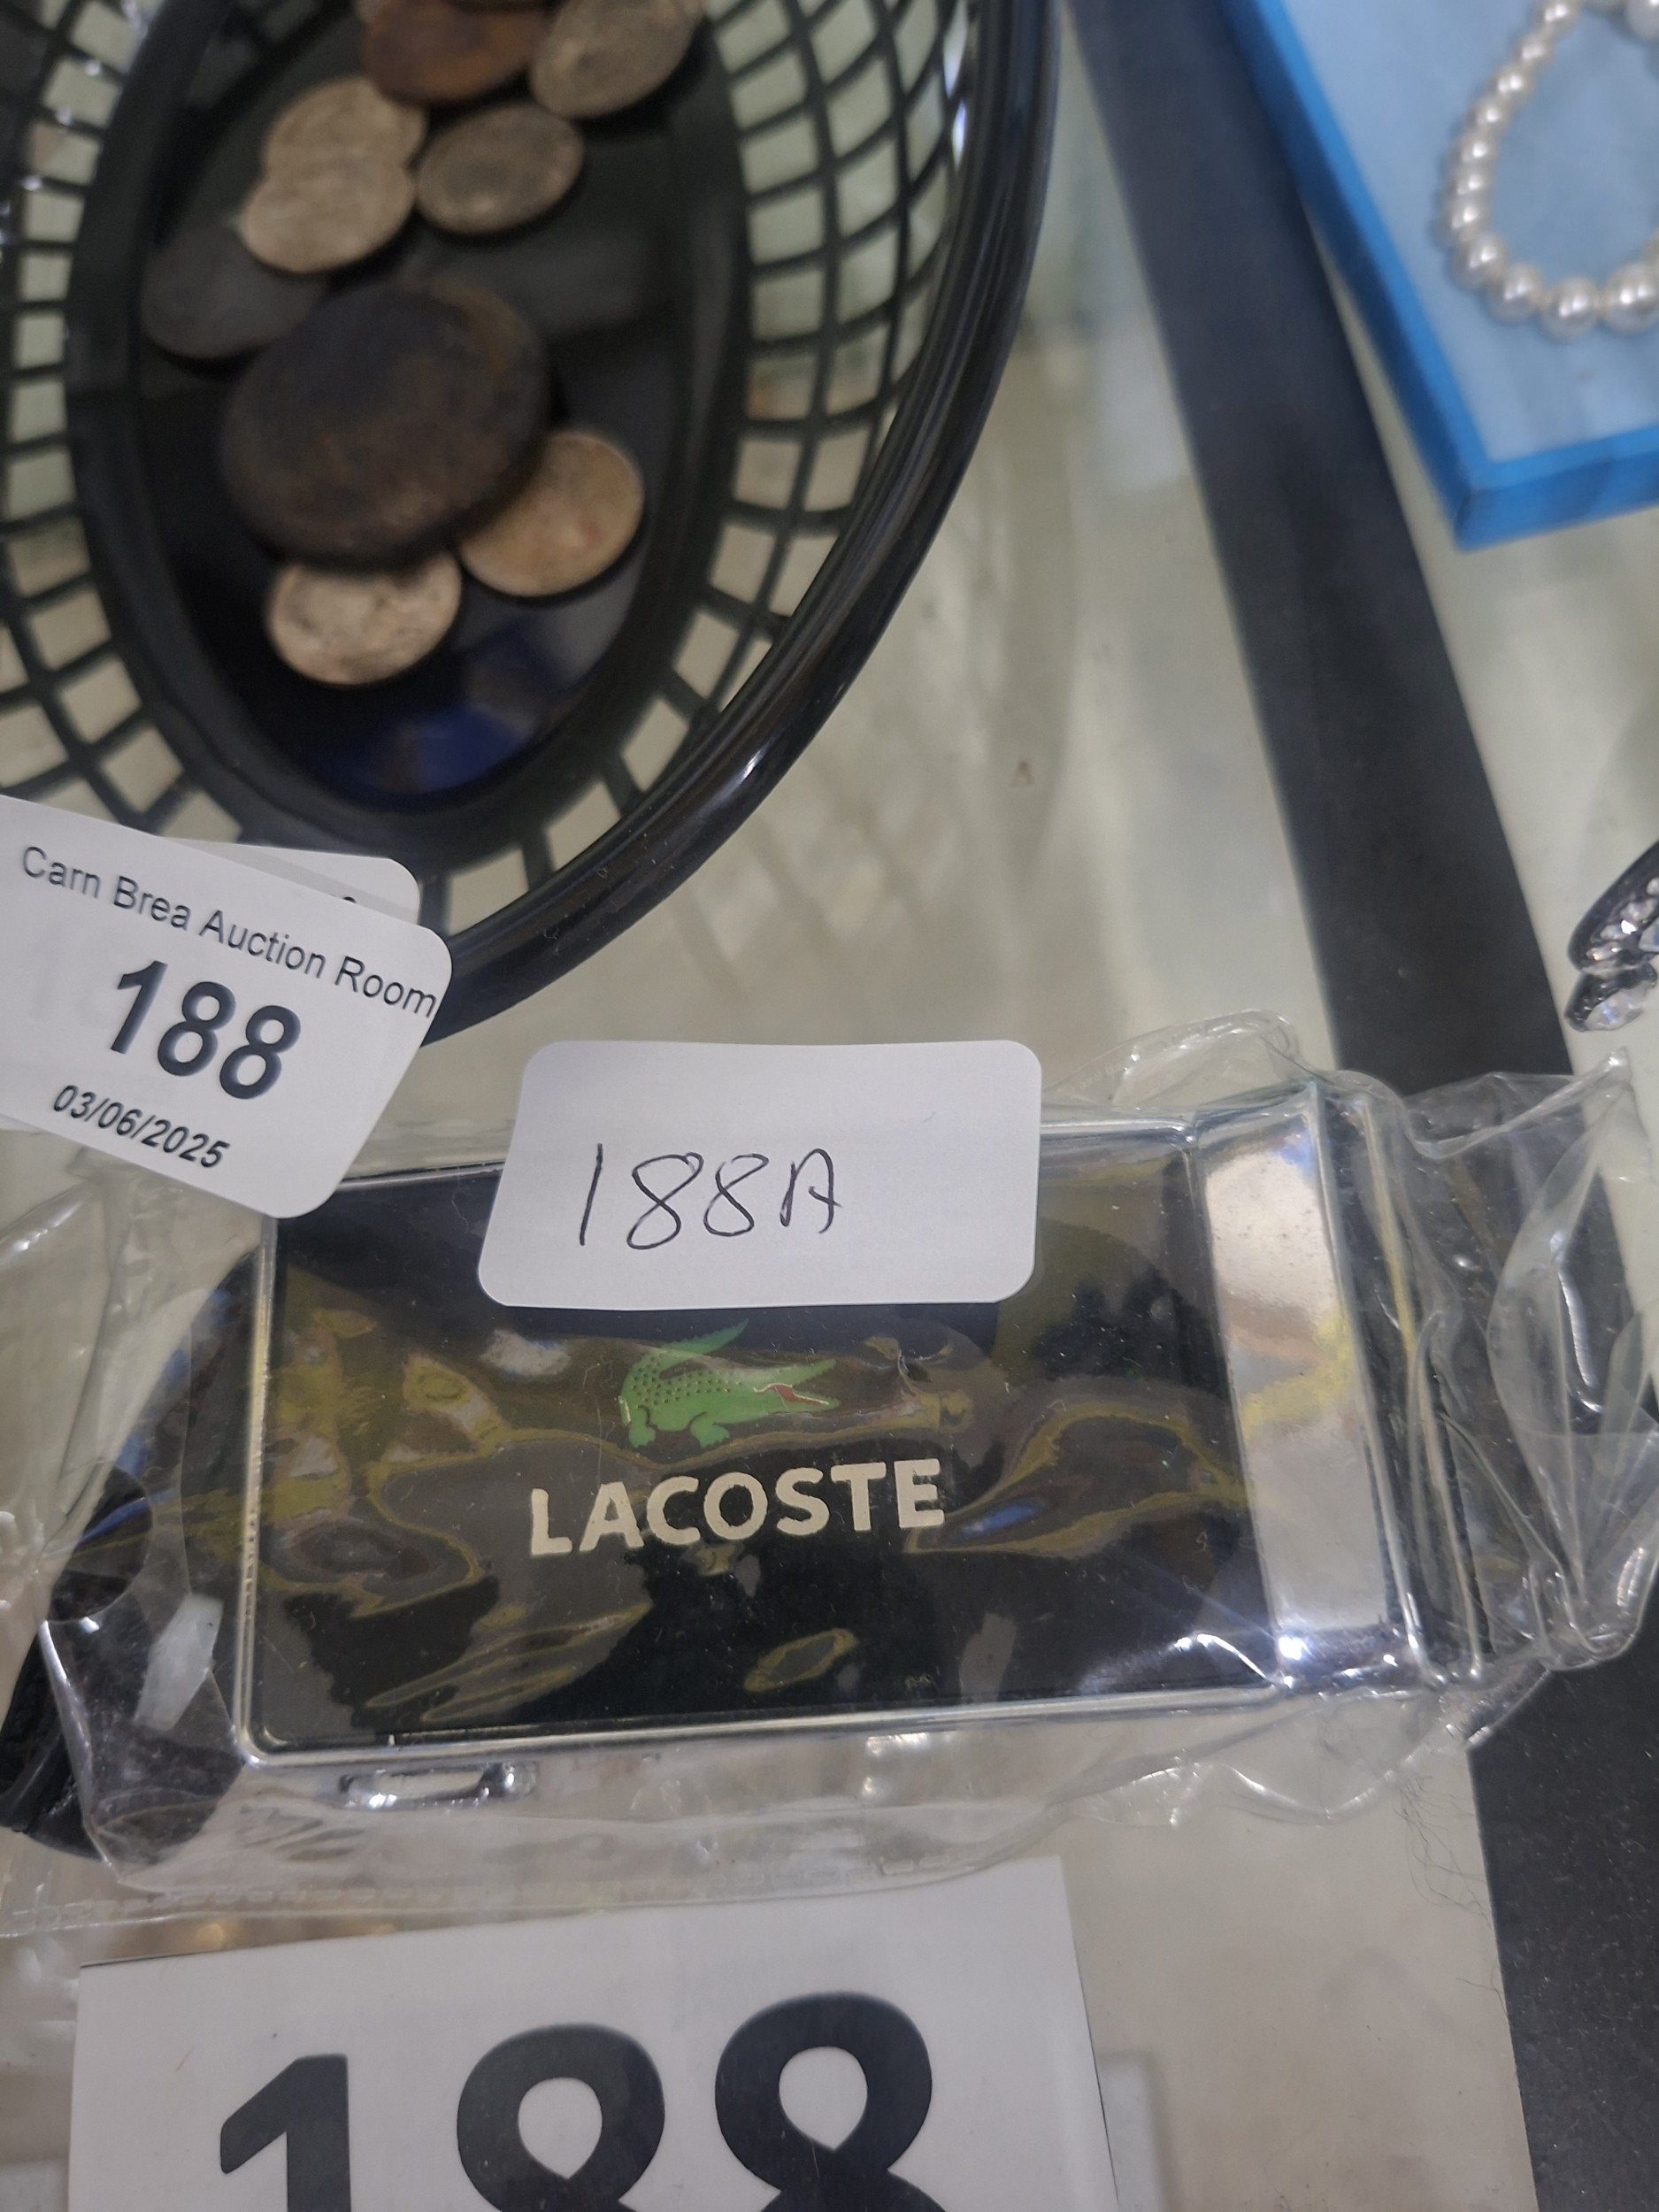 Carn Brea Auction Room
188
03/06/2025
188A
LACOSTE
188